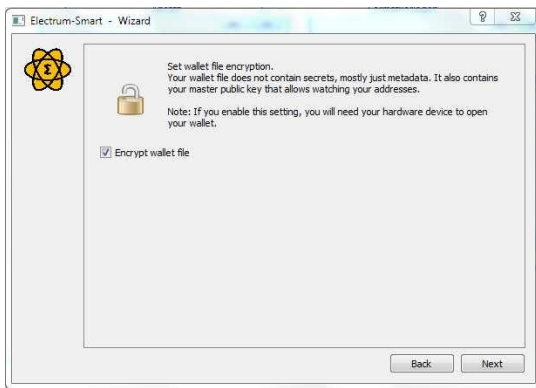 Electrum-Smart - Wizard
Set wallet file encryption.
Your wallet file does not contain secrets, mostly just metadata. It also contains
your master public key that allows watching your addresses.
Note: If you enable this setting, you will need your hardware device to open
your wallet.
Encrypt wallet file
Back Next